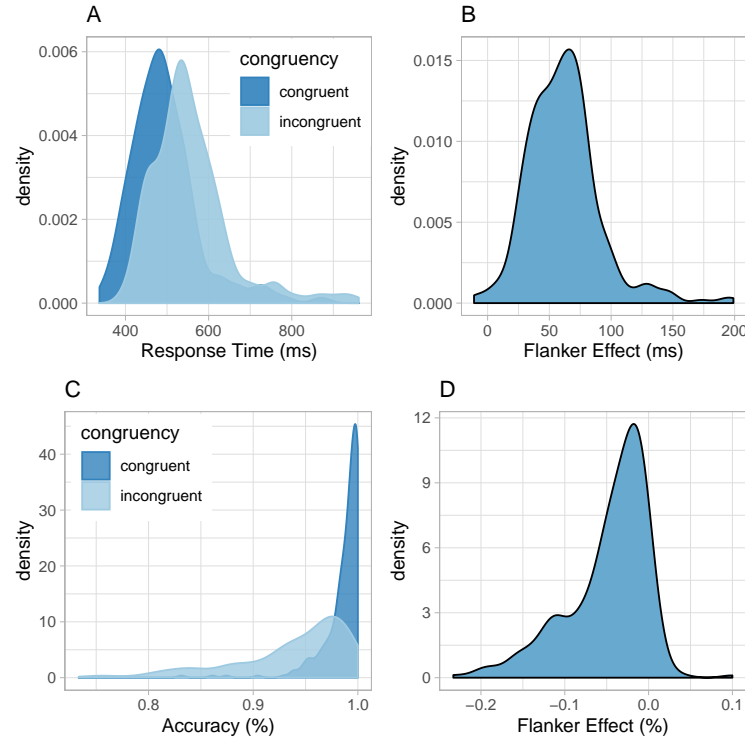 A
0.006
0.004
0.002
0.000
density
congruency
congruent
incongruent
400 600 800
Response Time (ms)
B
0.015
0.010
0.005
0.000
density
0 50 100 150 200
Flanker Effect (ms)
C
40
30
20
10
0
density
congruency
congruent
incongruent
0.8 0.9 1.0
Accuracy (%)
D
12
9
6
3
0
density
−0.2 −0.1 0.0 0.1
Flanker Effect (%)